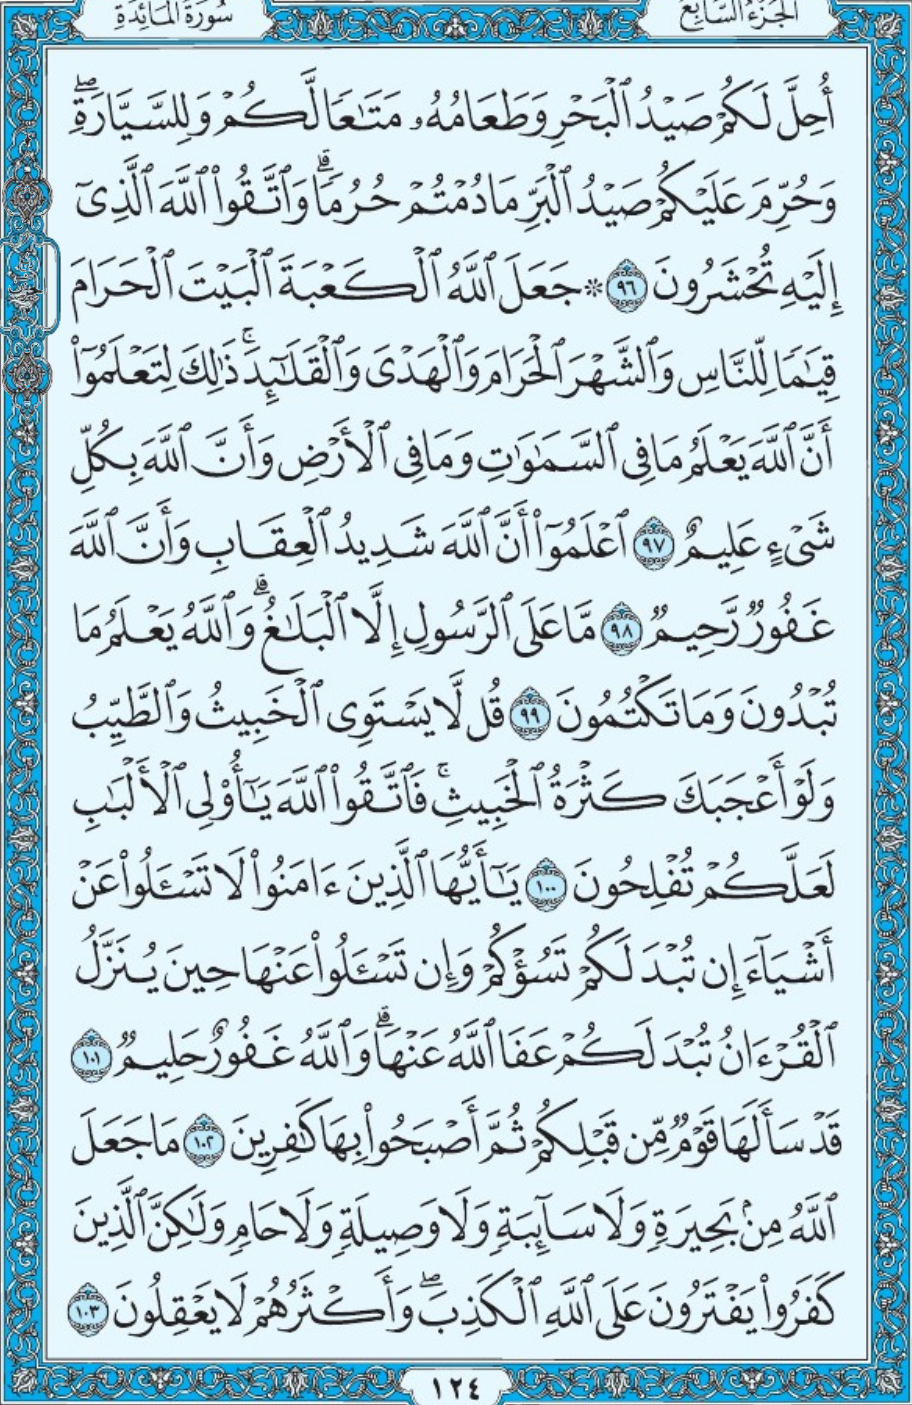 الجزء السابع
سورة المائدة
أُحِلَّ لَكُمْ صَيْدُ ٱلْبَحْرِ وَطَعَامُهُۥ مَتَٰعًا لَّكُمْ وَلِلسَّيَّارَةِۖ
وَحُرِّمَ عَلَيْكُمْ صَيْدُ ٱلْبَرِّ مَا دُمْتُمْ حُرُمًاۗ وَٱتَّقُوا۟ ٱللَّهَ ٱلَّذِىٓ
إِلَيْهِ تُحْشَرُونَ ٩٦ * جَعَلَ ٱللَّهُ ٱلْكَعْبَةَ ٱلْبَيْتَ ٱلْحَرَامَ
قِيَٰمًا لِّلنَّاسِ وَٱلشَّهْرَ ٱلْحَرَامَ وَٱلْهَدْىَ وَٱلْقَلَٰٓئِدَۚ ذَٰلِكَ لِتَعْلَمُوٓا۟
أَنَّ ٱللَّهَ يَعْلَمُ مَا فِى ٱلسَّمَٰوَٰتِ وَمَا فِى ٱلْأَرْضِ وَأَنَّ ٱللَّهَ بِكُلِّ
شَىْءٍ عَلِيمٌ ٩٧ ٱعْلَمُوٓا۟ أَنَّ ٱللَّهَ شَدِيدُ ٱلْعِقَابِ وَأَنَّ ٱللَّهَ
غَفُورٌ رَّحِيمٌ ٩٨ مَّا عَلَى ٱلرَّسُولِ إِلَّا ٱلْبَلَٰغُۗ وَٱللَّهُ يَعْلَمُ مَا
تُبْدُونَ وَمَا تَكْتُمُونَ ٩٩ قُل لَّا يَسْتَوِى ٱلْخَبِيثُ وَٱلطَّيِّبُ
وَلَوْ أَعْجَبَكَ كَثْرَةُ ٱلْخَبِيثِۚ فَٱتَّقُوا۟ ٱللَّهَ يَٰٓأُو۟لِى ٱلْأَلْبَٰبِ
لَعَلَّكُمْ تُفْلِحُونَ ١٠٠ يَٰٓأَيُّهَا ٱلَّذِينَ ءَامَنُوا۟ لَا تَسْـَٔلُوا۟ عَنْ
أَشْيَآءَ إِن تُبْدَ لَكُمْ تَسُؤْكُمْ وَإِن تَسْـَٔلُوا۟ عَنْهَا حِينَ يُنَزَّلُ
ٱلْقُرْءَانُ تُبْدَ لَكُمْ عَفَا ٱللَّهُ عَنْهَاۗ وَٱللَّهُ غَفُورٌ حَلِيمٌ ١٠١
قَدْ سَأَلَهَا قَوْمٌ مِّن قَبْلِكُمْ ثُمَّ أَصْبَحُوا۟ بِهَا كَٰفِرِينَ ١٠٢ مَا جَعَلَ
ٱللَّهُ مِنۢ بَحِيرَةٍ وَلَا سَآئِبَةٍ وَلَا وَصِيلَةٍ وَلَا حَامٍ وَلَٰكِنَّ ٱلَّذِينَ
كَفَرُوا۟ يَفْتَرُونَ عَلَى ٱللَّهِ ٱلْكَذِبَۖ وَأَكْثَرُهُمْ لَا يَعْقِلُونَ ١٠٣
١٢٤